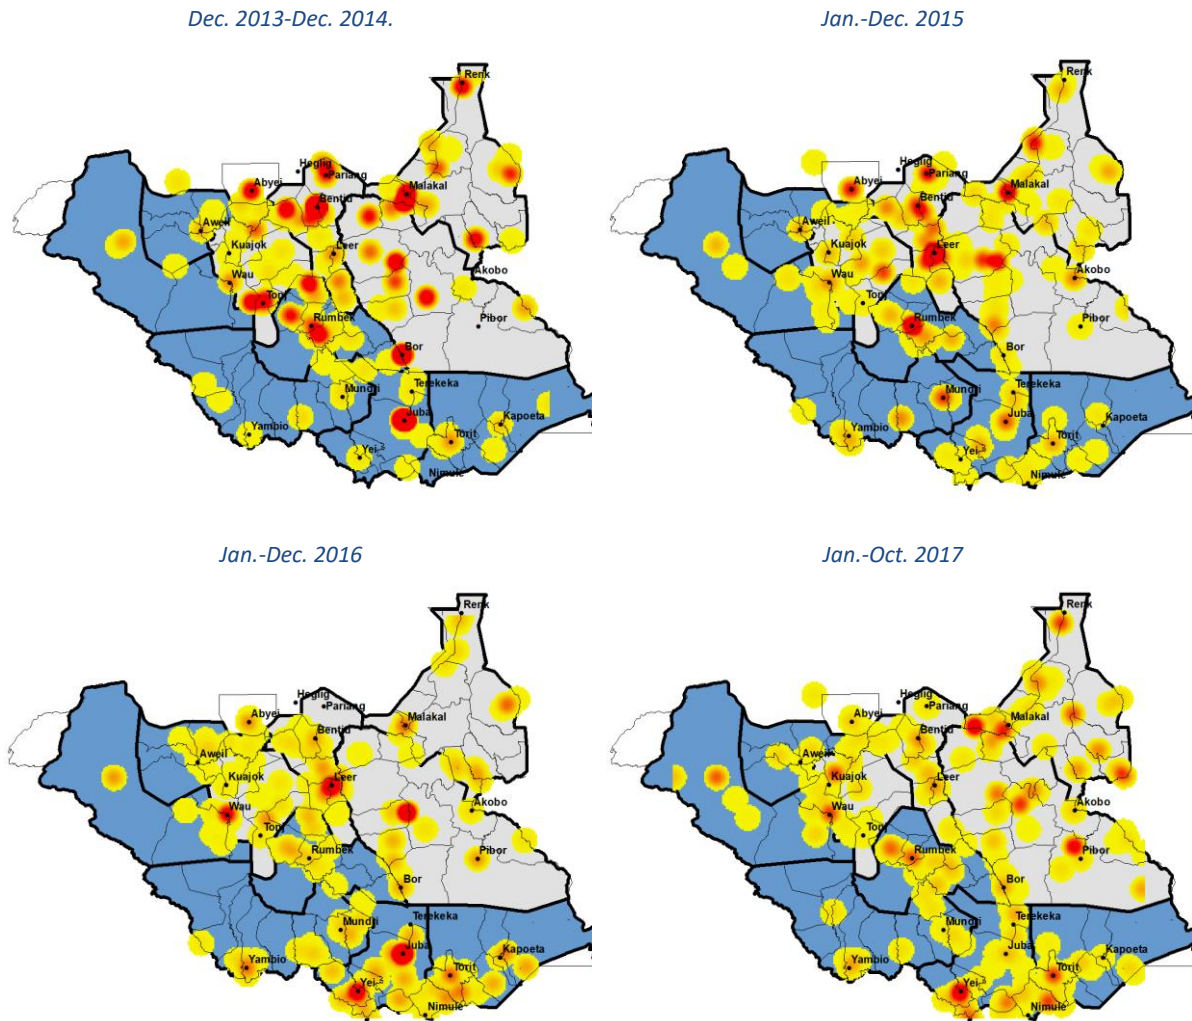 Dec. 2013-Dec. 2014.
Jan.-Dec. 2015
Renk
Heglig
Pariang
Abyei
Malakal
Bentiu
Aweil
Kuajok
Leer
Akobo
Wau
Tonj
Rumbek
Pibor
Bor
Mundri
Terekeka
Juba
Kapoeta
Yambio
Torit
Yei
Nimule
Renk
Heglig
Pariang
Abyei
Malakal
Bentiu
Aweil
Kuajok
Leer
Akobo
Wau
Tonj
Rumbek
Pibor
Bor
Mundri
Terekeka
Juba
Kapoeta
Yambio
Torit
Yei
Nimule
Jan.-Dec. 2016
Jan.-Oct. 2017
Renk
Heglig
Pariang
Abyei
Malakal
Bentiu
Aweil
Kuajok
Leer
Akobo
Wau
Tonj
Rumbek
Pibor
Bor
Mundri
Terekeka
Juba
Kapoeta
Yambio
Torit
Yei
Nimule
Renk
Heglig
Pariang
Abyei
Malakal
Bentiu
Aweil
Kuajok
Leer
Akobo
Wau
Tonj
Rumbek
Pibor
Bor
Mundri
Terekeka
Juba
Kapoeta
Yambio
Torit
Yei
Nimule